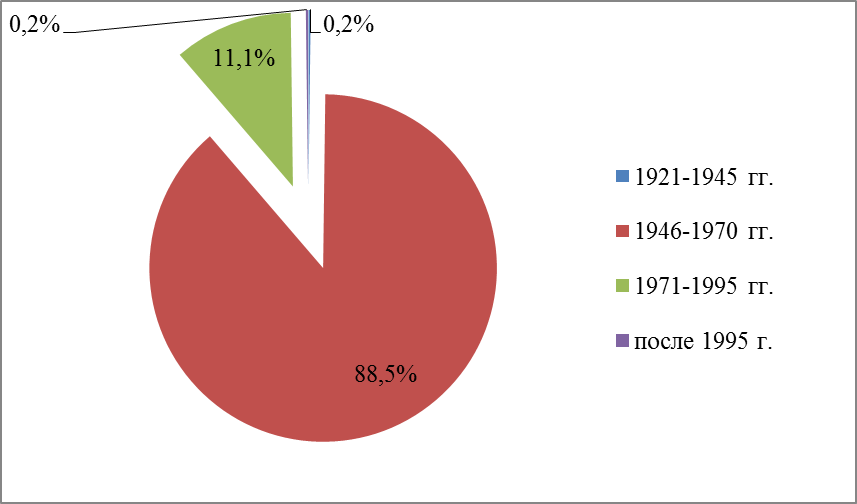 0,2%
0,2%
11,1%
88,5%
1921-1945 гг.
1946-1970 гг.
1971-1995 гг.
после 1995 г.